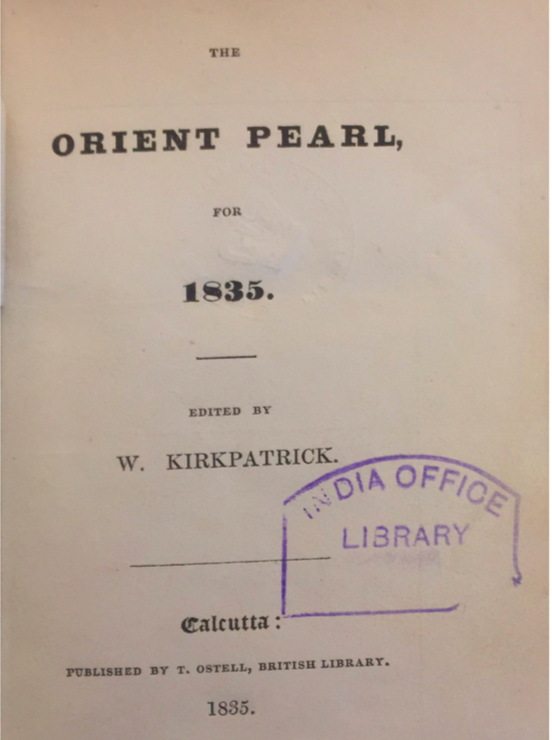 THE
ORIENT PEARL,
FOR
1835.
EDITED BY
W. KIRKPATRICK.
INDIA OFFICE
LIBRARY
Calcutta:
PUBLISHED BY T. OSTELL, BRITISH LIBRARY.
1835.